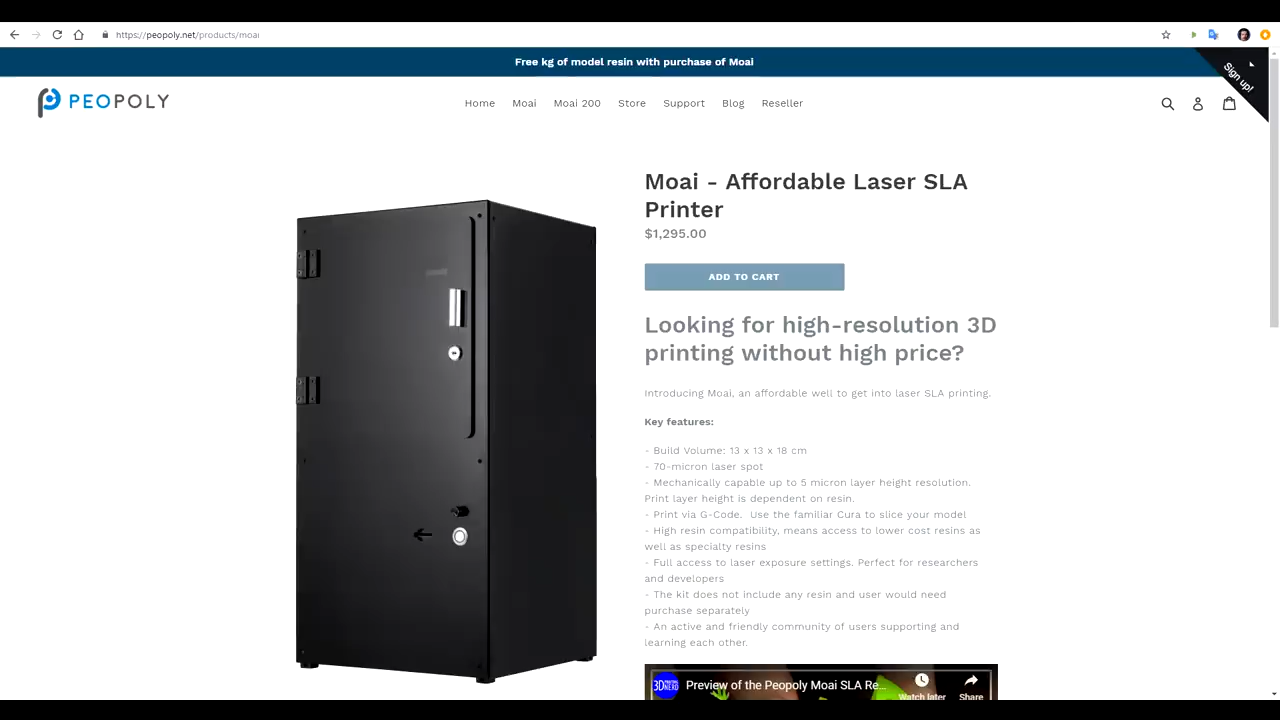 https://peopoly.net/products/moai
Free kg of model resin with purchase of Moai
Sign up!
PEOPOLY
Home Moai Moai 200 Store Support Blog Reseller
Moai - Affordable Laser SLA
Printer
$1,295.00
ADD TO CART
Looking for high-resolution 3D
printing without high price?
Introducing Moai, an affordable well to get into laser SLA printing.
Key features:
- Build Volume: 13 x 13 x 18 cm
- 70-micron laser spot
- Mechanically capable up to 5 micron layer height resolution.
Print layer height is dependent on resin.
- Print via G-Code. Use the familiar Cura to slice your model
- High resin compatibility, means access to lower cost resins as
well as specialty resins
- Full access to laser exposure settings. Perfect for researchers
and developers
- The kit does not include any resin and user would need
purchase separately
- An active and friendly community of users supporting and
learning each other.
3D PRINTING NERD
Preview of the Peopoly Moai SLA Re...
Watch later Share